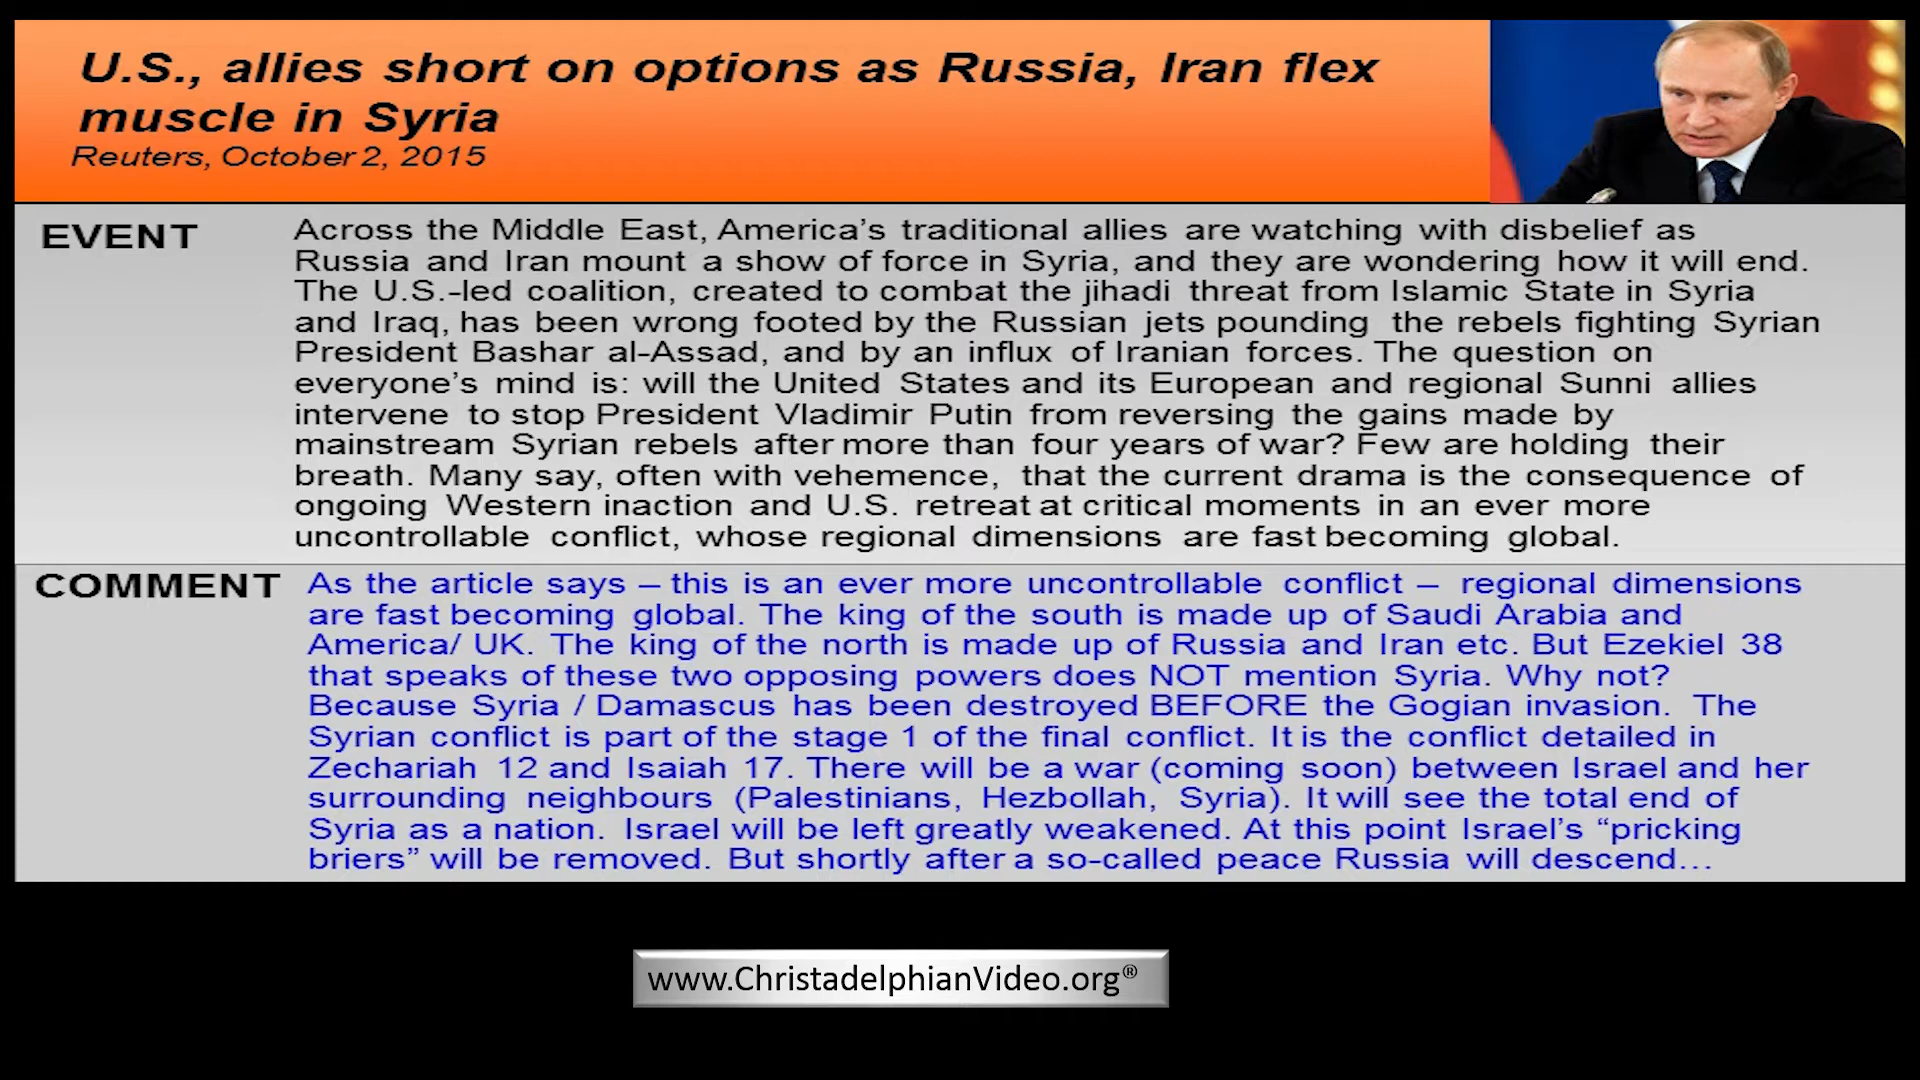 U.S., allies short on options as Russia, Iran flex
muscle in Syria
Reuters, October 2, 2015
EVENT
Across the Middle East, America’s traditional allies are watching with disbelief as
Russia and Iran mount a show of force in Syria, and they are wondering how it will end.
The U.S.-led coalition, created to combat the jihadi threat from Islamic State in Syria
and Iraq, has been wrong footed by the Russian jets pounding the rebels fighting Syrian
President Bashar al-Assad, and by an influx of Iranian forces. The question on
everyone’s mind is: will the United States and its European and regional Sunni allies
intervene to stop President Vladimir Putin from reversing the gains made by
mainstream Syrian rebels after more than four years of war? Few are holding their
breath. Many say, often with vehemence, that the current drama is the consequence of
ongoing Western inaction and U.S. retreat at critical moments in an ever more
uncontrollable conflict, whose regional dimensions are fast becoming global.
COMMENT
As the article says – this is an ever more uncontrollable conflict – regional dimensions
are fast becoming global. The king of the south is made up of Saudi Arabia and
America/ UK. The king of the north is made up of Russia and Iran etc. But Ezekiel 38
that speaks of these two opposing powers does NOT mention Syria. Why not?
Because Syria / Damascus has been destroyed BEFORE the Gogian invasion. The
Syrian conflict is part of the stage 1 of the final conflict. It is the conflict detailed in
Zechariah 12 and Isaiah 17. There will be a war (coming soon) between Israel and her
surrounding neighbours (Palestinians, Hezbollah, Syria). It will see the total end of
Syria as a nation. Israel will be left greatly weakened. At this point Israel’s “pricking
briers” will be removed. But shortly after a so-called peace Russia will descend…
www.ChristadelphianVideo.org®